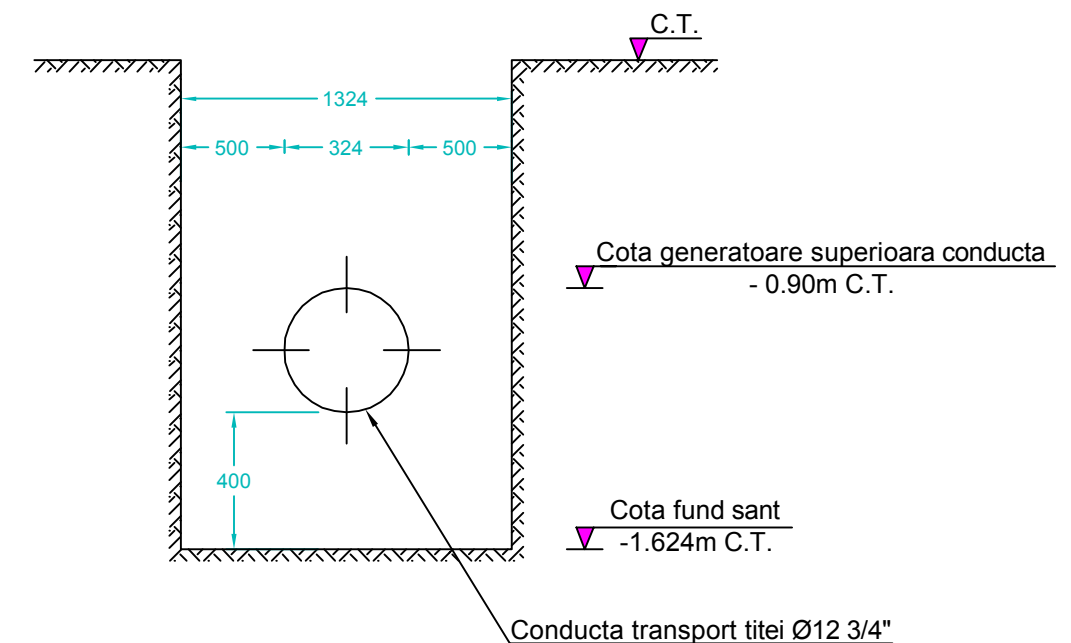 C.T.
1324
500
324
500
Cota generatoare superioara conducta
- 0.90m C.T.
400
Cota fund sant
-1.624m C.T.
Conducta transport titei Ø12 3/4"